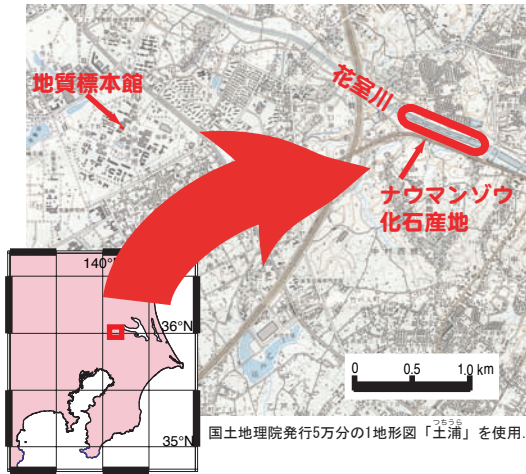 地質標本館
花室川
ナウマンゾウ
化石産地
140°E
36°N
35°N
0 0.5 1.0 km
つちうら
国土地理院発行5万分の1地形図「土浦」を使用.